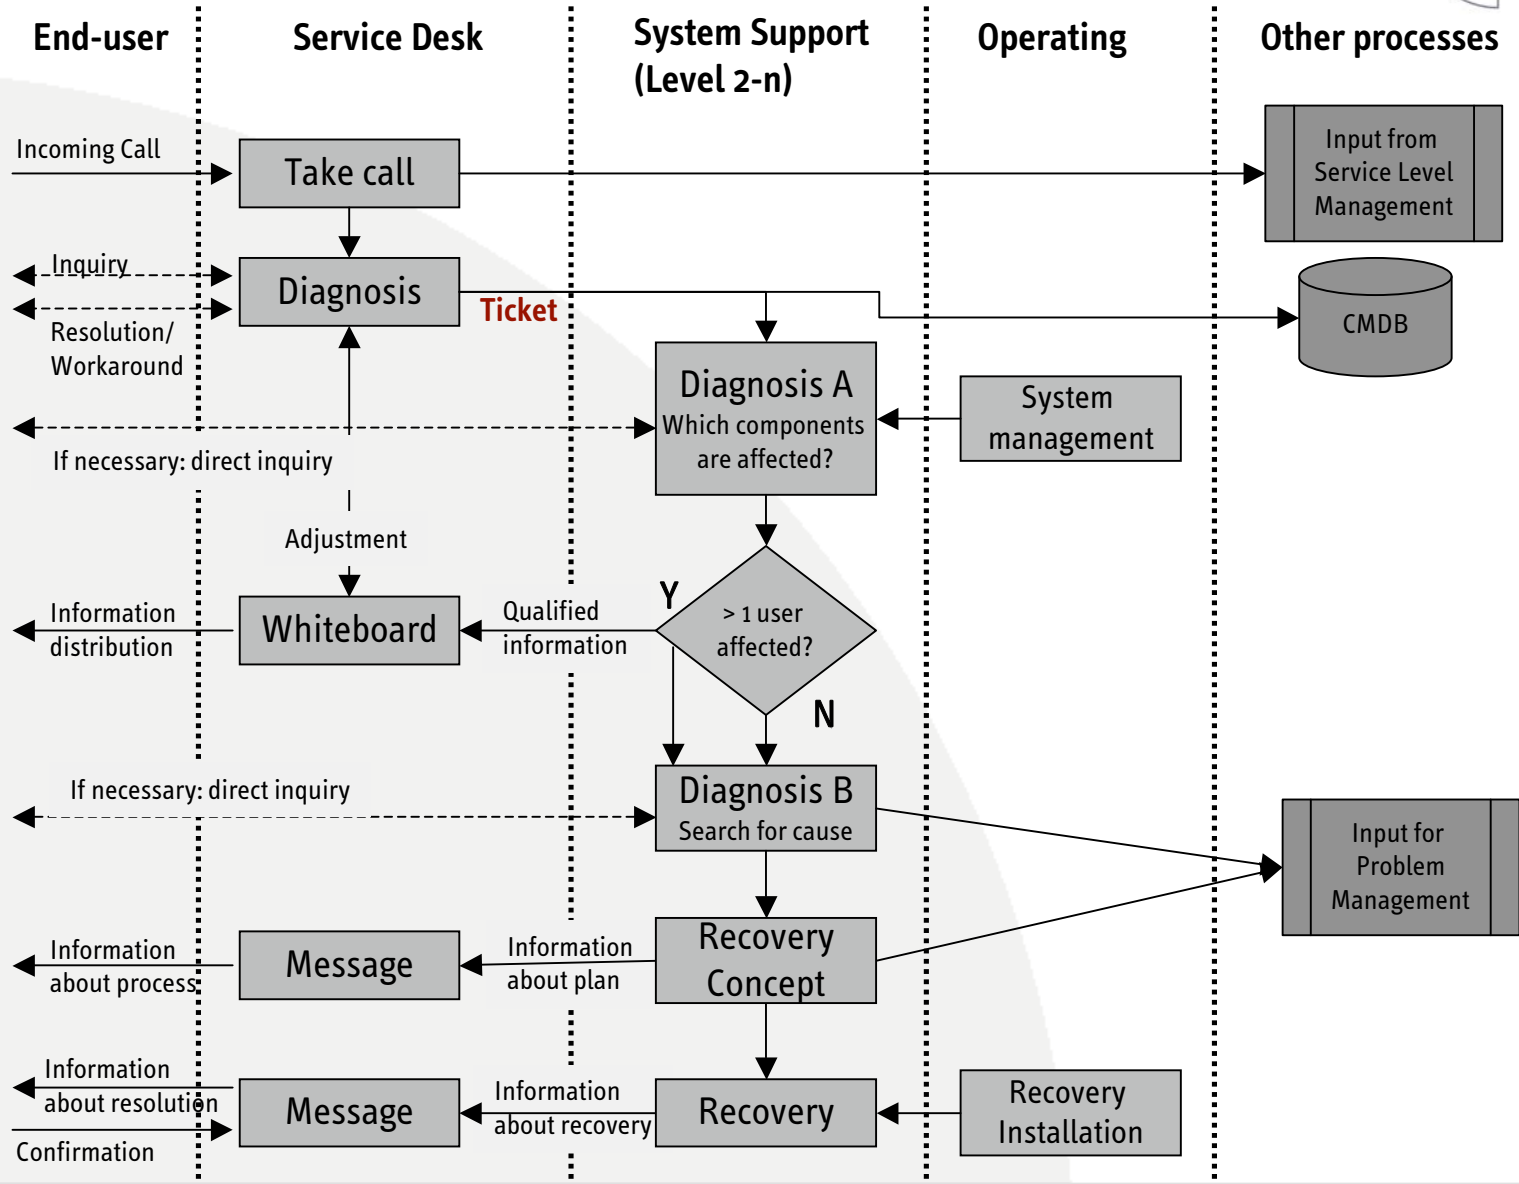 End-user
Service Desk
System Support
(Level 2-n)
Operating
Other processes
Incoming Call
Take call
Input from
Service Level
Management
Inquiry
Diagnosis
Ticket
Resolution/
Workaround
CMDB
Diagnosis A
Which components
are affected?
System
management
If necessary: direct inquiry
Adjustment
Y
> 1 user
affected?
N
Qualified
information
Whiteboard
Information
distribution
If necessary: direct inquiry
Diagnosis B
Search for cause
Input for
Problem
Management
Recovery
Concept
Information
about plan
Message
Information
about process
Information
about resolution
Confirmation
Message
Information
about recovery
Recovery
Recovery
Installation